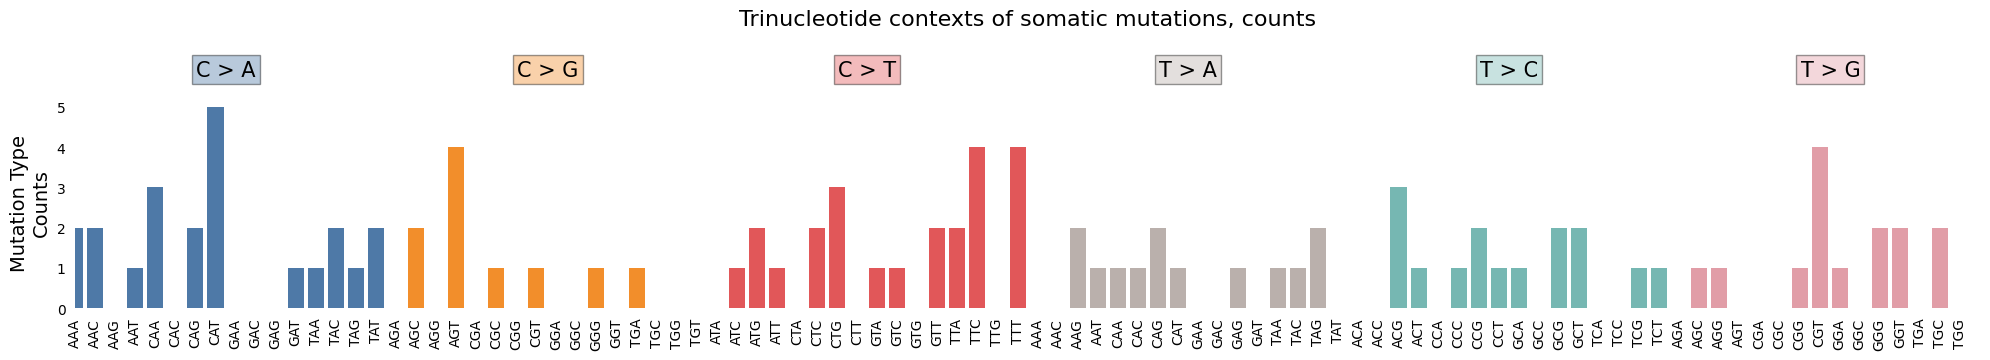 Trinucleotide contexts of somatic mutations, counts
C > A C > G C > T T > A T > C T > G
Mutation Type
Counts
5
4
3
2
1
0
AAA AAC AAG AAT CAA CAC CAG CAT GAA GAC GAG GAT TAA TAC TAG TAT AGA AGC AGG AGT CGA CGC CGG CGT GGA GGC GGG GGT TGA TGC TGG TGT ATA ATC ATG ATT CTA CTC CTG CTT GTA GTC GTG GTT TTA TTC TTG TTT AAA AAC AAG AAT CAA CAC CAG CAT GAA GAC GAG GAT TAA TAC TAG TAT ACA ACC ACG ACT CCA CCC CCG CCT GCA GCC GCG GCT TCA TCC TCG TCT AGA AGC AGG AGT CGA CGC CGG CGT GGA GGC GGG GGT TGA TGC TGG